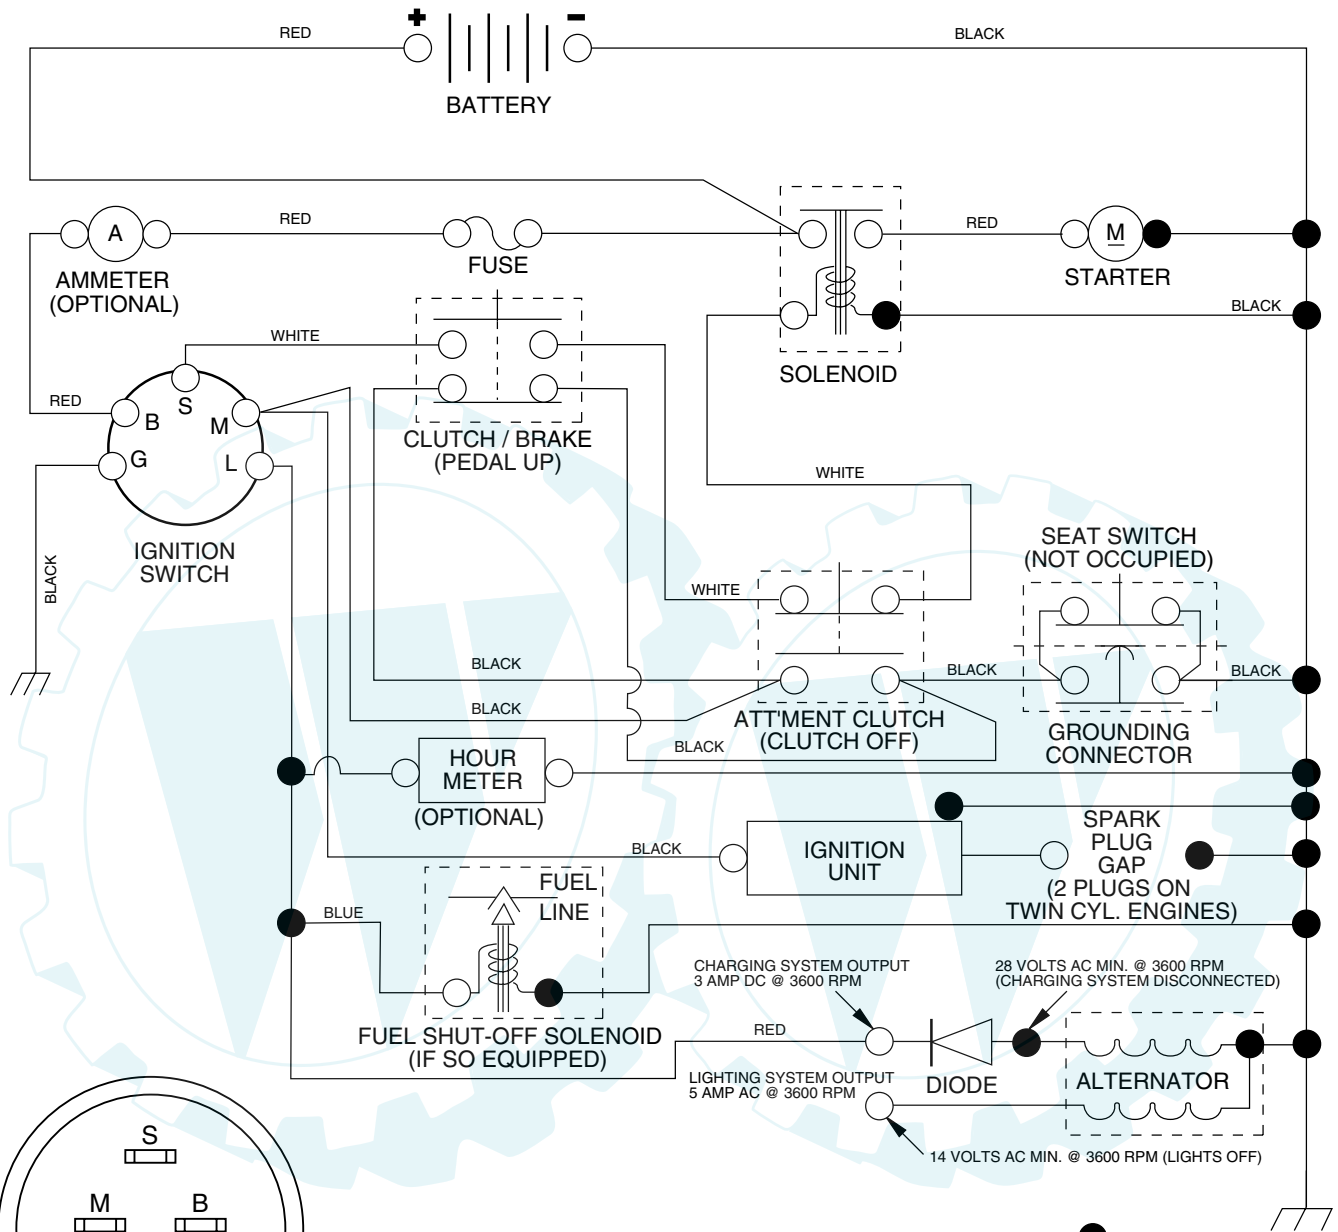 + −
RED
BLACK
BATTERY
A
RED
RED
M
AMMETER
(OPTIONAL)
FUSE
STARTER
BLACK
WHITE
SOLENOID
RED
S
B
M
G
L
CLUTCH / BRAKE
(PEDAL UP)
WHITE
IGNITION
SWITCH
BLACK
SEAT SWITCH
(NOT OCCUPIED)
WHITE
BLACK
BLACK
BLACK
BLACK
ATT'MENT CLUTCH
(CLUTCH OFF)
BLACK
GROUNDING
CONNECTOR
HOUR
METER
(OPTIONAL)
BLACK
IGNITION
UNIT
SPARK
PLUG
GAP
(2 PLUGS ON
TWIN CYL. ENGINES)
FUEL
LINE
BLUE
CHARGING SYSTEM OUTPUT
3 AMP DC @ 3600 RPM
28 VOLTS AC MIN. @ 3600 RPM
(CHARGING SYSTEM DISCONNECTED)
FUEL SHUT-OFF SOLENOID
(IF SO EQUIPPED)
RED
LIGHTING SYSTEM OUTPUT
5 AMP AC @ 3600 RPM
DIODE
ALTERNATOR
14 VOLTS AC MIN. @ 3600 RPM (LIGHTS OFF)
S
M
B